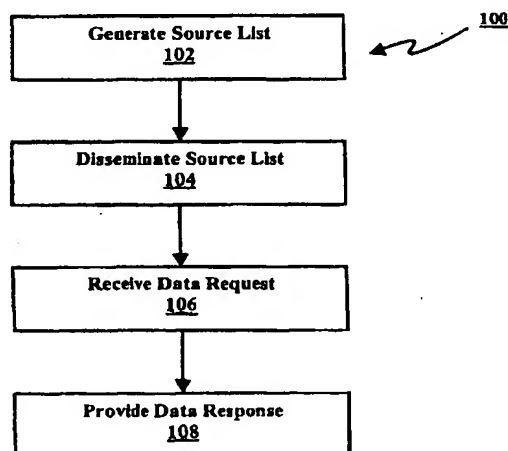 Generate Source List
102
100
Disseminate Source List
104
Receive Data Request
106
Provide Data Response
108